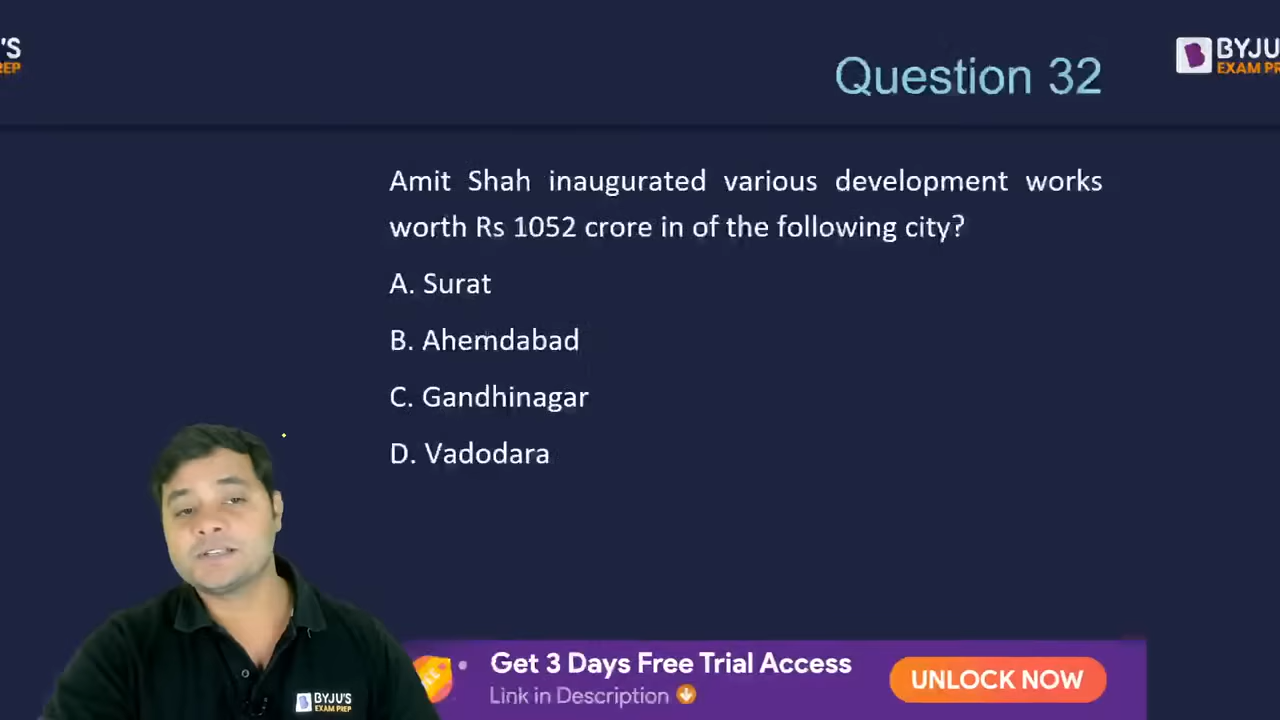 'S
REP
Question 32
BYJU
EXAM PR
Amit Shah inaugurated various development works
worth Rs 1052 crore in of the following city?
A. Surat
B. Ahemdabad
C. Gandhinagar
D. Vadodara
BYJU'S
EXAM PREP
Get 3 Days Free Trial Access
Link in Description
UNLOCK NOW